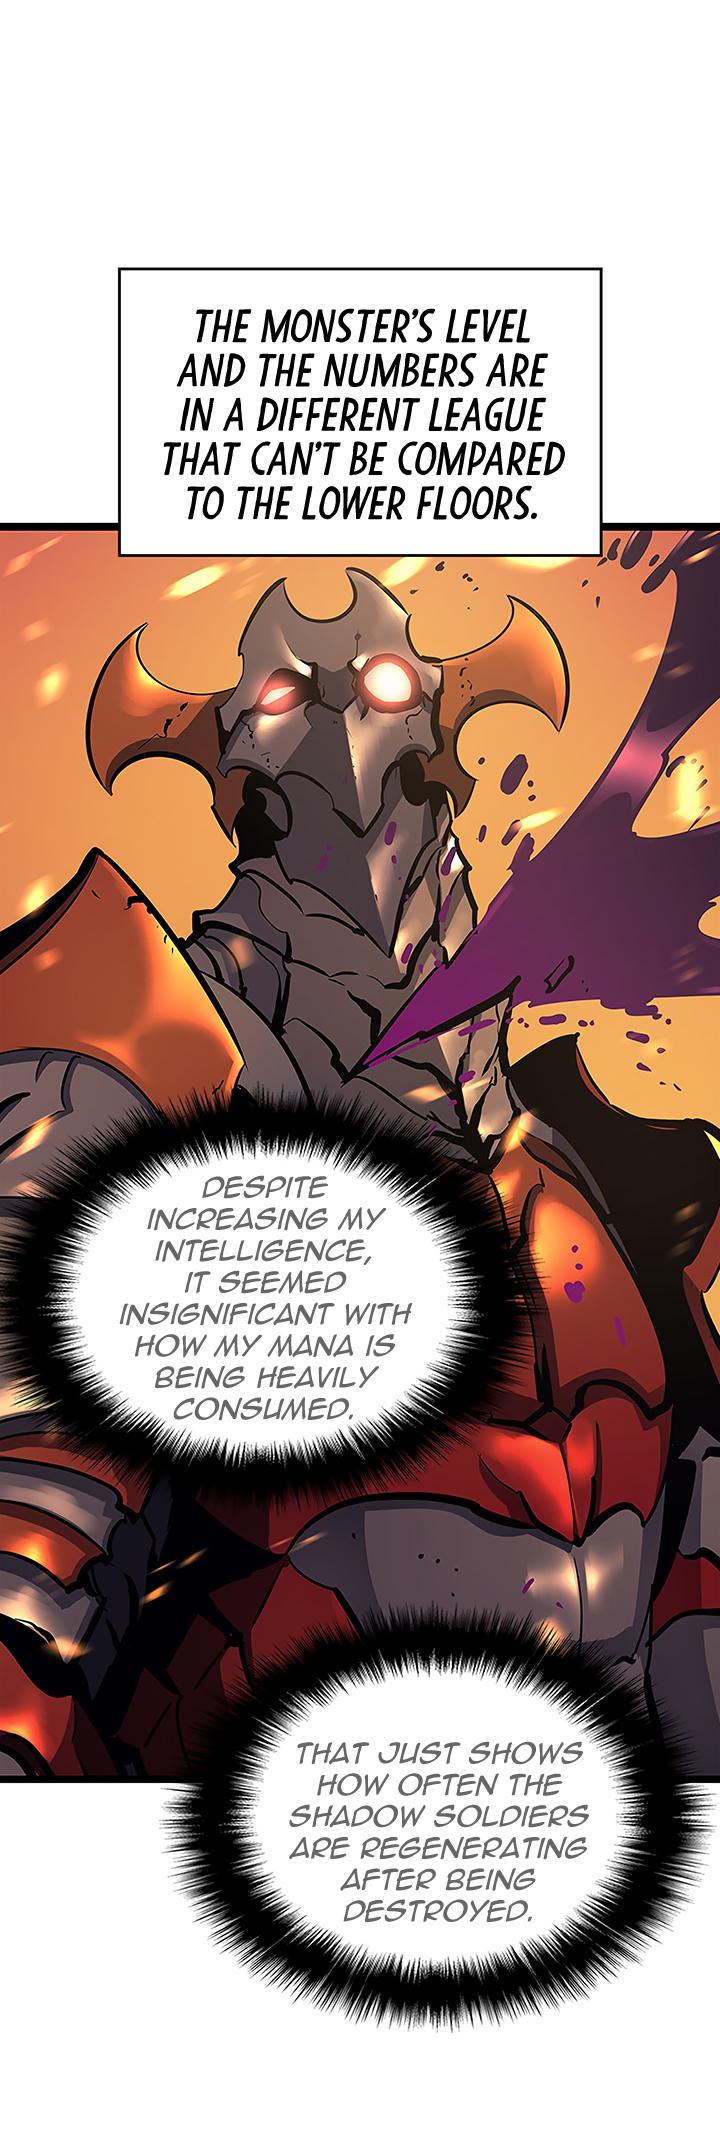 THE MONSTER'S LEVEL
AND THE NUMBERS ARE
IN A DIFFERENT LEAGUE
THAT CAN'T BE COMPARED
TO THE LOWER FLOORS.
DESPITE
INCREASING MY
INTELLIGENCE,
IT SEEMED
INSIGNIFICANT WITH
HOW MY MANA IS
BEING HEAVILY
CONSUMED.
THAT JUST SHOWS
HOW OFTEN THE
SHADOW SOLDIERS
ARE REGENERATING
AFTER BEING
DESTROYED.